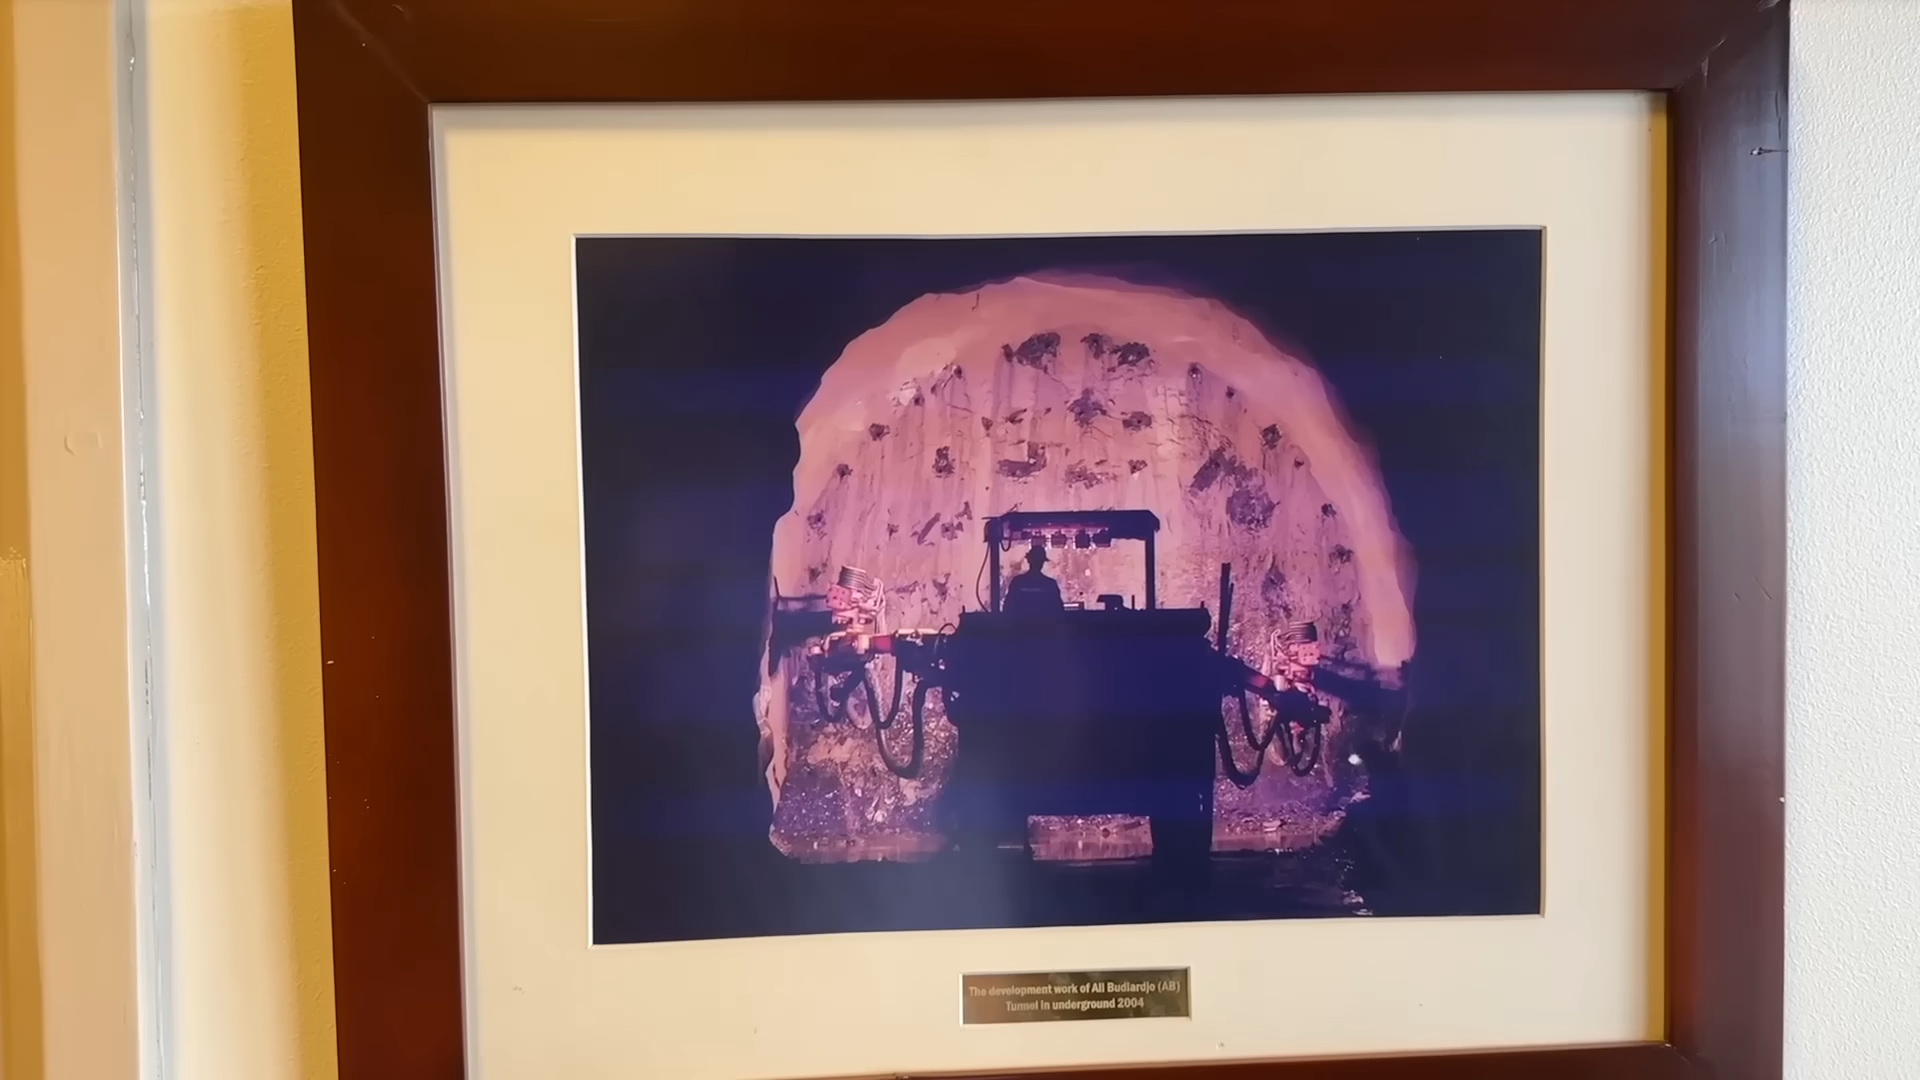 The development work of Ali Budiardjo (AB)
Tunnel in underground 2004